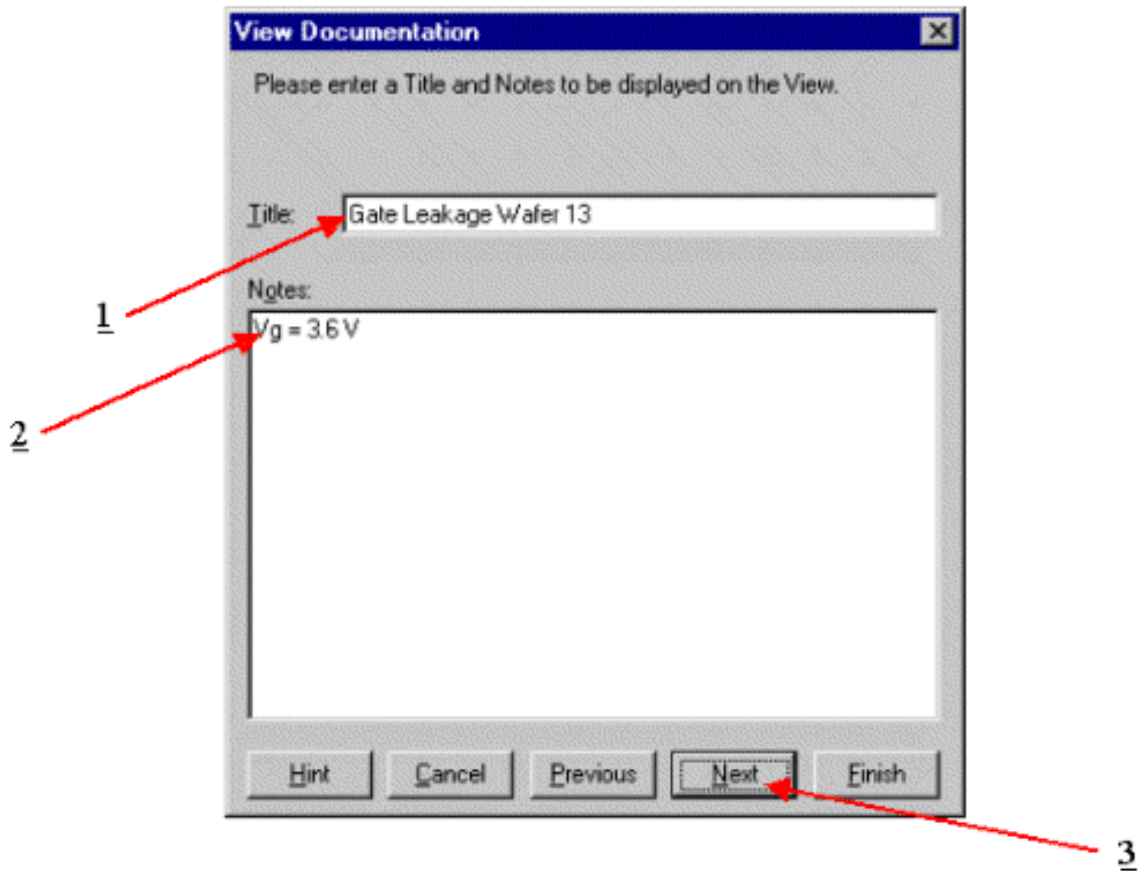 View Documentation
Please enter a Title and Notes to be displayed on the View.
Title: Gate Leakage Wafer 13
1
Notes:
Vg = 3.6 V
2
Hint Cancel Previous Next Finish
3